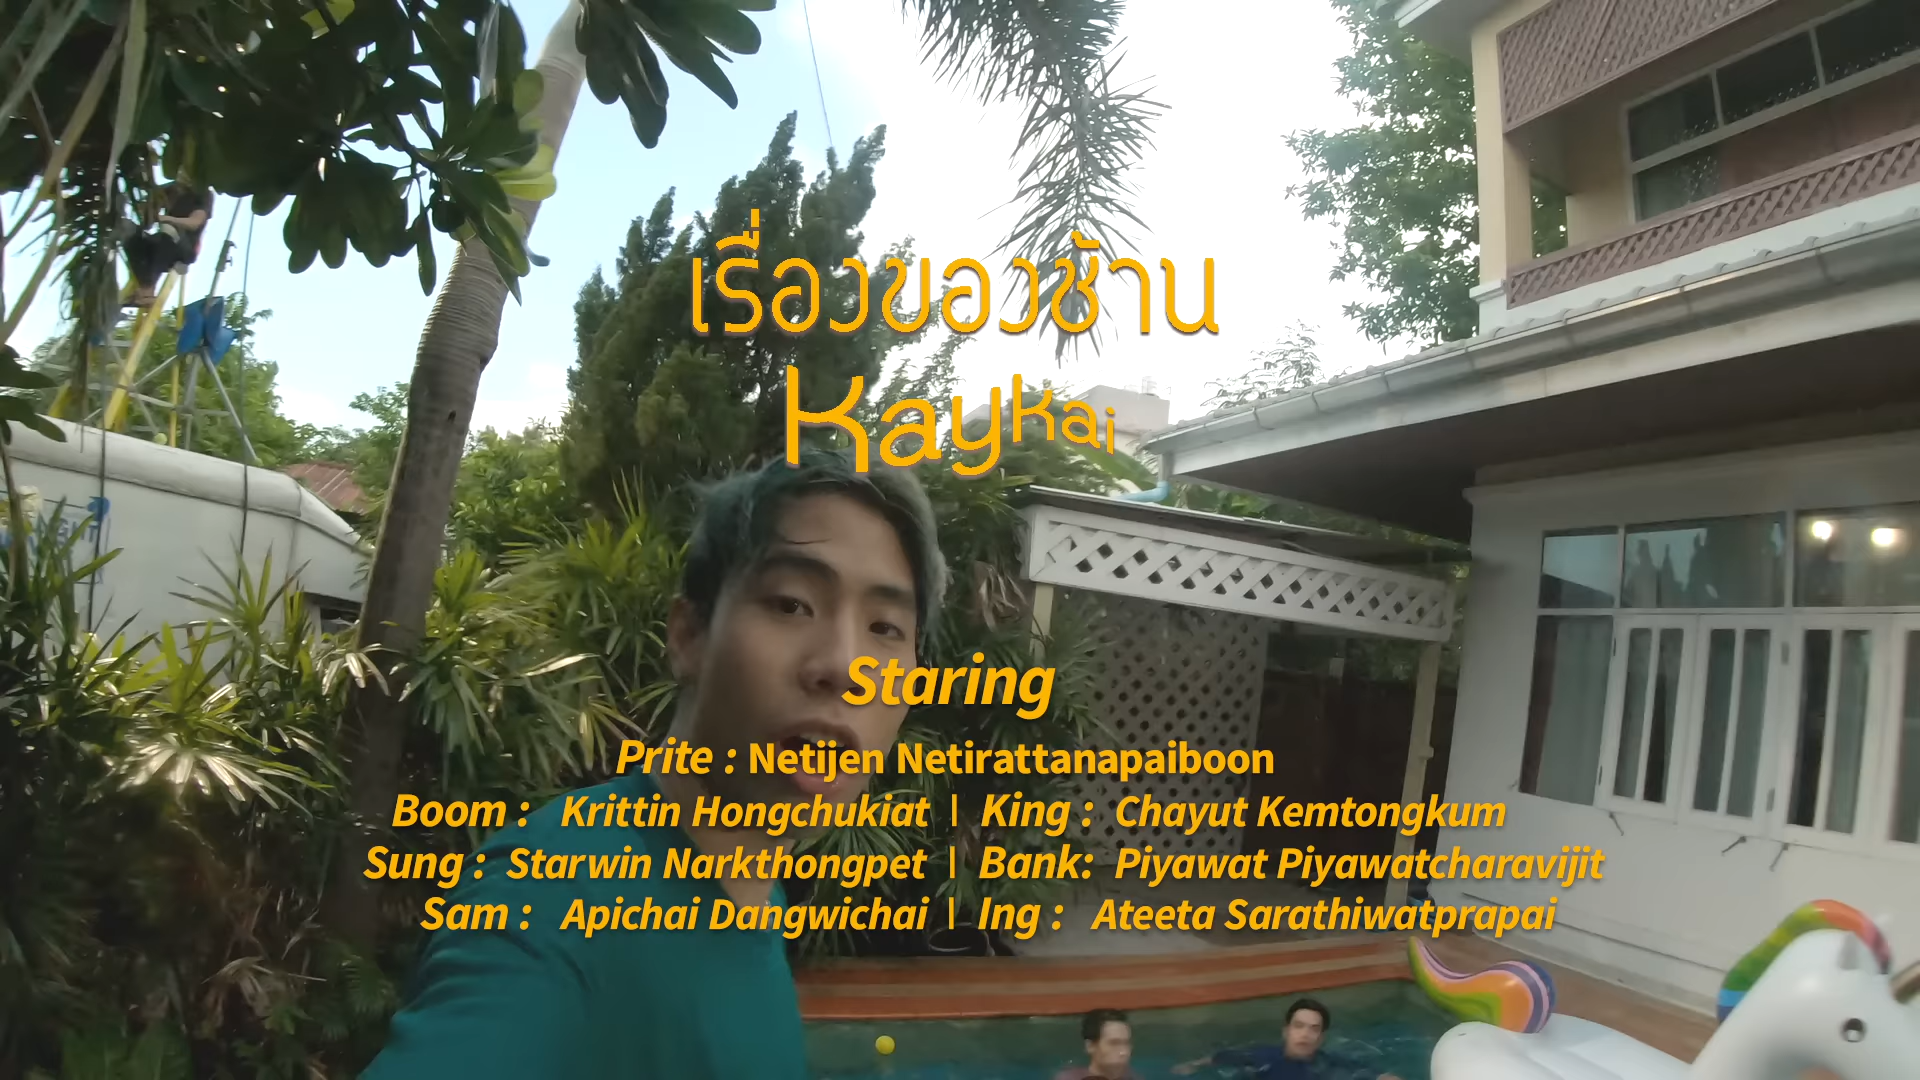 เรื่องของช้าน
Kaykai
Staring
Prite : Netijen Netirattanapaiboon
Boom : Krittin Hongchukiat | King : Chayut Kemtongkum
Sung : Starwin Narkthongpet | Bank: Piyawat Piyawatcharavijit
Sam : Apichai Dangwichai | Ing : Ateeta Sarathiwatprapai